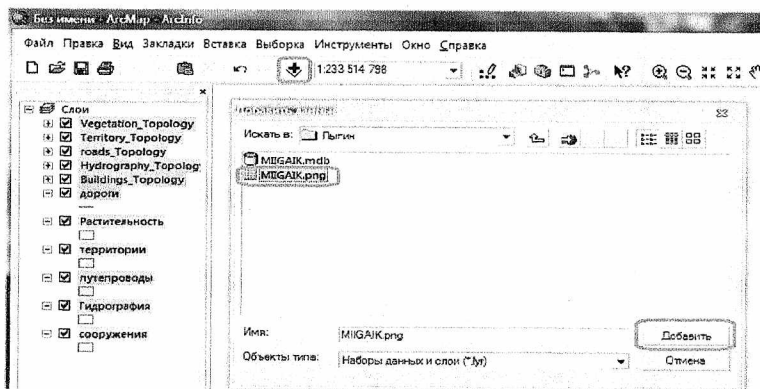 Без имени - ArcMap - ArcInfo
Файл Правка Вид Закладки Вставка Выборка Инструменты Окно Справка
1:233 514 798
Слои
Vegetation_Topology
Territory_Topology
roads_Topology
Hydrography_Topolog
Buildings_Topology
дороги
Растительность
территории
путепроводы
Гидрография
сооружения
Добавить данные
Искать в: Пыгин
MIIGAIK.mdb
MIIGAIK.png
Имя: MIIGAIK.png
Добавить
Объекты типа: Наборы данных и слои (*.lyr)
Отмена